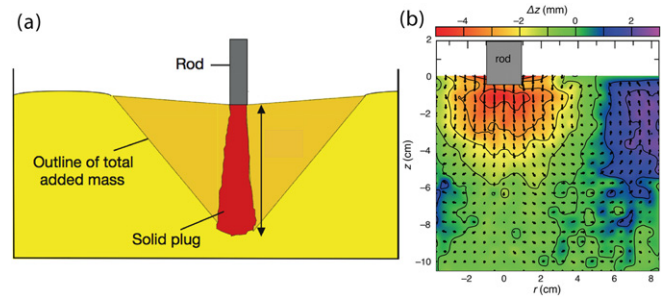 (a)
Rod
Outline of total
added mass
Solid plug
(b)
Δz (mm)
−4
−2
0
2
rod
z (cm)
2
0
−2
−4
−6
−8
−10
−2
0
2
4
6
8
r (cm)